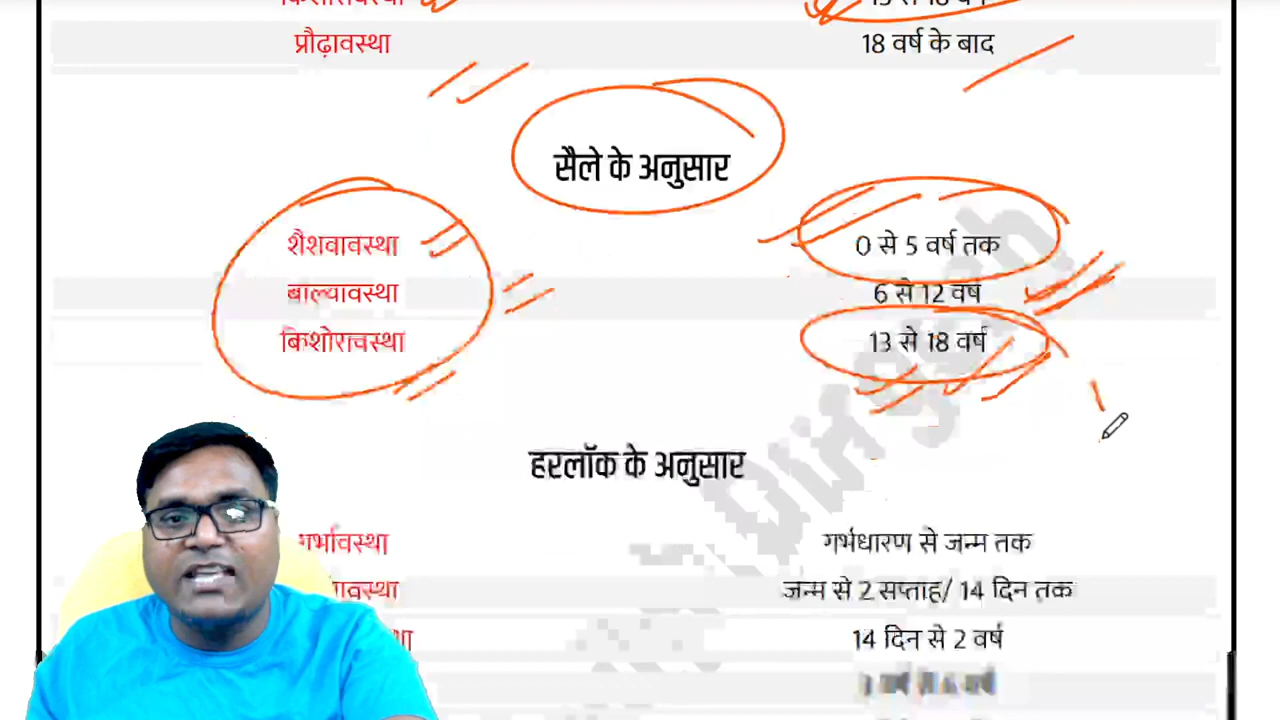 प्रौढ़ावस्था 18 वर्ष के बाद
सैले के अनुसार
शैशवावस्था 0 से 5 वर्ष तक
बाल्यावस्था 6 से 12 वर्ष
किशोरावस्था 13 से 18 वर्ष
हरलॉक के अनुसार
गर्भावस्था गर्भधारण से जन्म तक
जन्म से 2 सप्ताह/ 14 दिन तक
14 दिन से 2 वर्ष